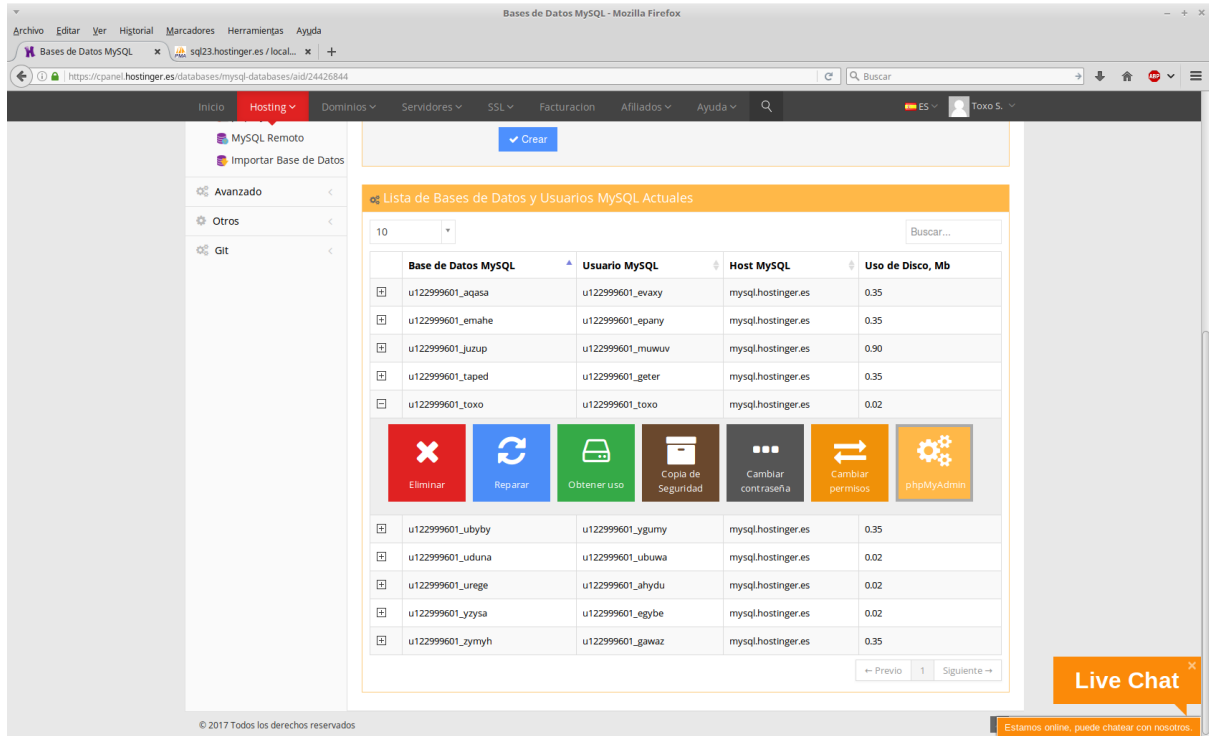 Bases de Datos MySQL - Mozilla Firefox
Archivo Editar Ver Historial Marcadores Herramientas Ayuda
Bases de Datos MySQL
sql23.hostinger.es / local...
https://cpanel.hostinger.es/databases/mysql-databases/aid/24426844
Buscar
ABP
Inicio Hosting Dominios Servidores SSL Facturacion Afiliados Ayuda ES Toxo S.
MySQL Remoto
Importar Base de Datos
Avanzado
Otros
Git
Crear
Lista de Bases de Datos y Usuarios MySQL Actuales
10
Buscar...
Base de Datos MySQL Usuario MySQL Host MySQL Uso de Disco, Mb
u122999601_aqasa u122999601_evaxy mysql.hostinger.es 0.35
u122999601_emahe u122999601_epany mysql.hostinger.es 0.35
u122999601_juzup u122999601_muwuv mysql.hostinger.es 0.90
u122999601_taped u122999601_geter mysql.hostinger.es 0.35
u122999601_toxo u122999601_toxo mysql.hostinger.es 0.02
Eliminar
Reparar
Obtener uso
Copia de
Seguridad
Cambiar
contraseña
Cambiar
permisos
phpMyAdmin
u122999601_ubyby u122999601_ygumy mysql.hostinger.es 0.35
u122999601_uduna u122999601_ubuwa mysql.hostinger.es 0.02
u122999601_urege u122999601_ahydu mysql.hostinger.es 0.02
u122999601_yzysa u122999601_egybe mysql.hostinger.es 0.02
u122999601_zymyh u122999601_gawaz mysql.hostinger.es 0.35
← Previo 1 Siguiente →
Live Chat
Estamos online, puede chatear con nosotros.
© 2017 Todos los derechos reservados